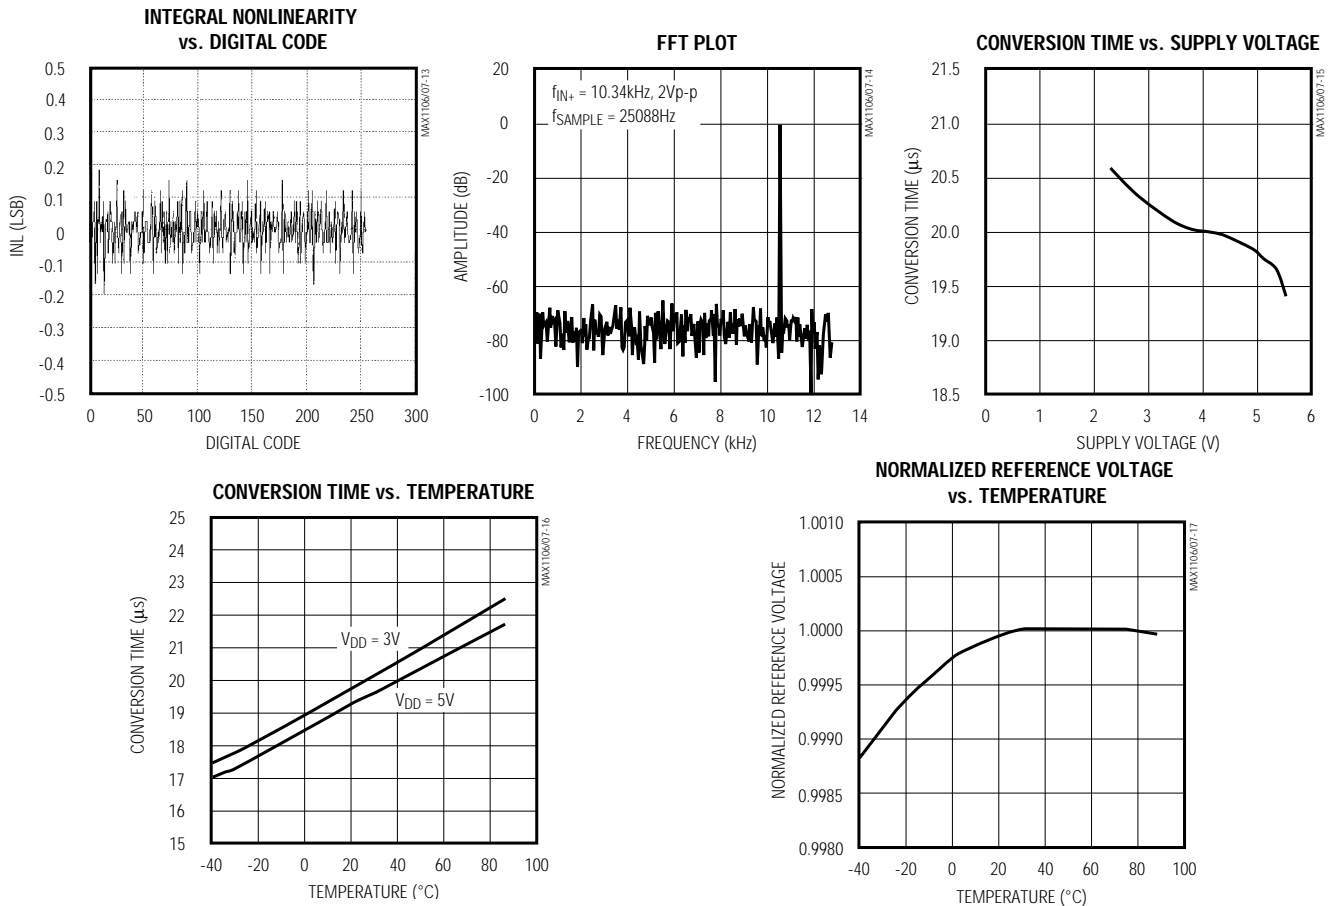 INTEGRAL NONLINEARITY
vs. DIGITAL CODE
0.5
0.4
0.3
0.2
0.1
0
-0.1
-0.2
-0.3
-0.4
-0.5
INL (LSB)
0 50 100 150 200 250 300
DIGITAL CODE
MAX1106/07-13
FFT PLOT
20
0
-20
-40
-60
-80
-100
AMPLITUDE (dB)
fIN+ = 10.34kHz, 2Vp-p
fSAMPLE = 25088Hz
0 2 4 6 8 10 12 14
FREQUENCY (kHz)
MAX1106/07-14
CONVERSION TIME vs. SUPPLY VOLTAGE
21.5
21.0
20.5
20.0
19.5
19.0
18.5
CONVERSION TIME (µs)
0 1 2 3 4 5 6
SUPPLY VOLTAGE (V)
MAX1106/07-15
CONVERSION TIME vs. TEMPERATURE
25
24
23
22
21
20
19
18
17
16
15
CONVERSION TIME (µs)
VDD = 3V
VDD = 5V
-40 -20 0 20 40 60 80 100
TEMPERATURE (°C)
MAX1106/07-16
NORMALIZED REFERENCE VOLTAGE
vs. TEMPERATURE
1.0010
1.0005
1.0000
0.9995
0.9990
0.9985
0.9980
NORMALIZED REFERENCE VOLTAGE
-40 -20 0 20 40 60 80 100
TEMPERATURE (°C)
MAX1106/07-17